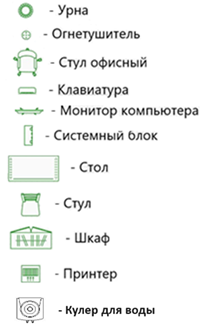 - Урна
- Огнетушитель
- Стул офисный
- Клавиатура
- Монитор компьютера
- Системный блок
- Стол
- Стул
- Шкаф
- Принтер
- Кулер для воды